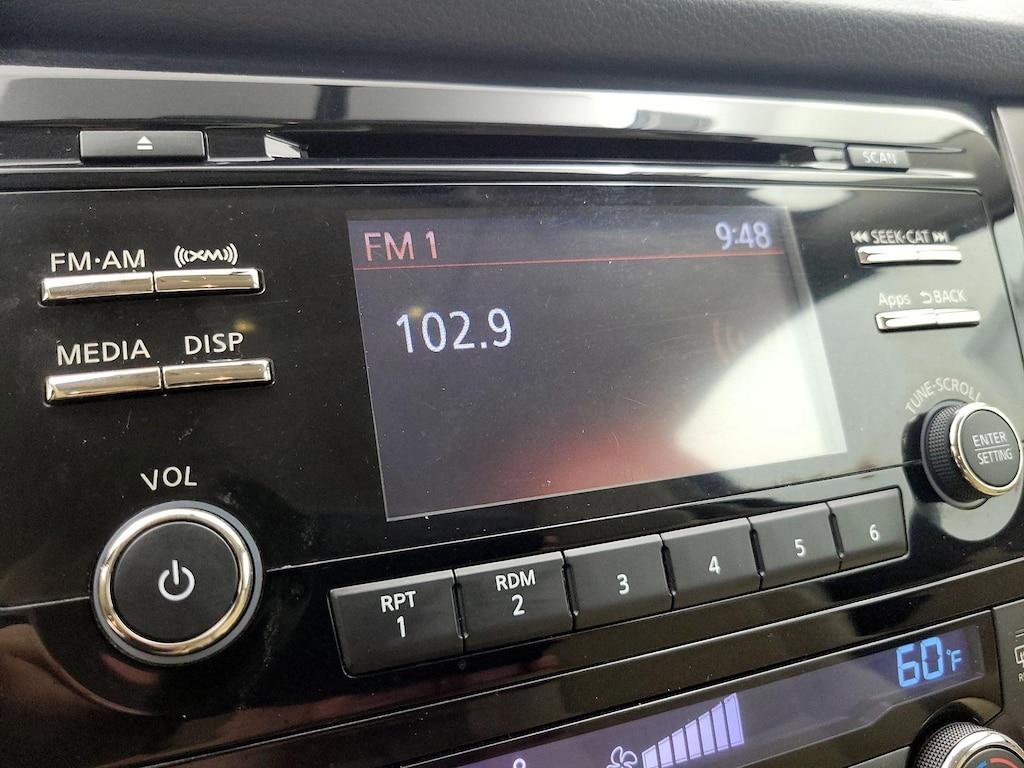 SCAN
FM 1 9:48
SEEK·CAT
FM·AM XM
102.9
Apps BACK
MEDIA DISP
TUNE·SCROLL
ENTER
SETTING
VOL
RPT
1
RDM
2
3
4
5
6
60°F